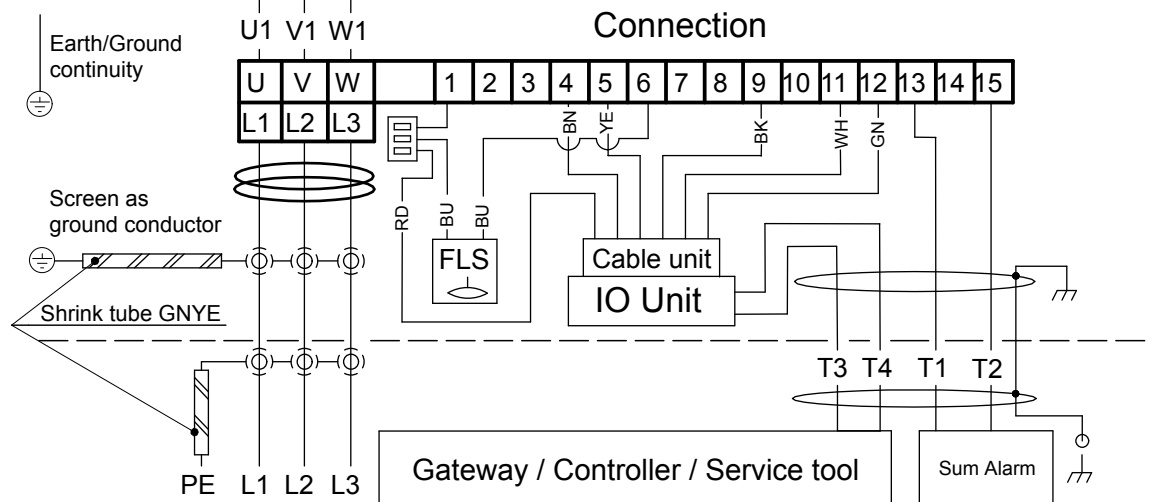 Connection
U1 V1 W1
Earth/Ground
continuity
U V W 1 2 3 4 5 6 7 8 9 10 11 12 13 14 15
L1 L2 L3
BN YE BK WH GN
Screen as
ground conductor
RD BU BU
FLS
Cable unit
IO Unit
Shrink tube GNYE
T3 T4 T1 T2
PE L1 L2 L3
Gateway / Controller / Service tool
Sum Alarm